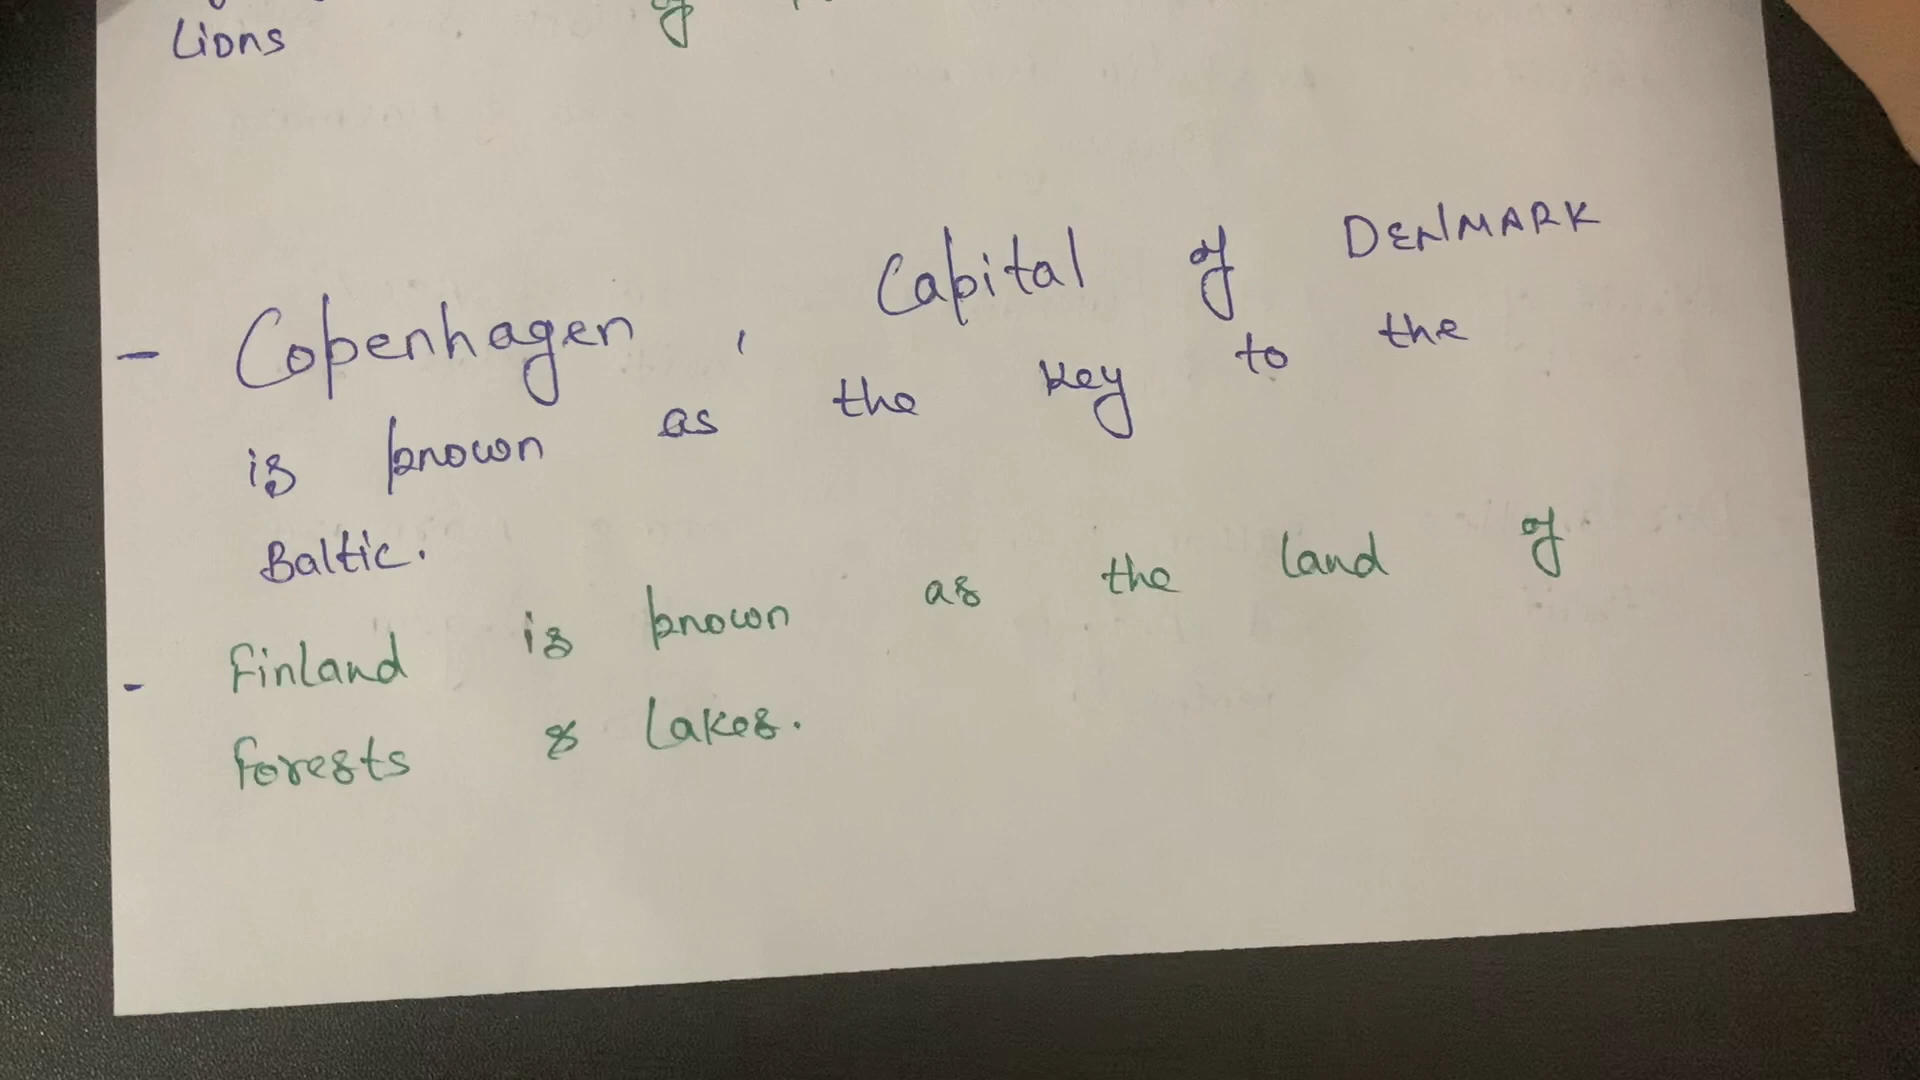 Lions
- Copenhagen, Capital of DENMARK
is known as the key to the
Baltic.
- Finland is known as the land of
Forests & Lakes.